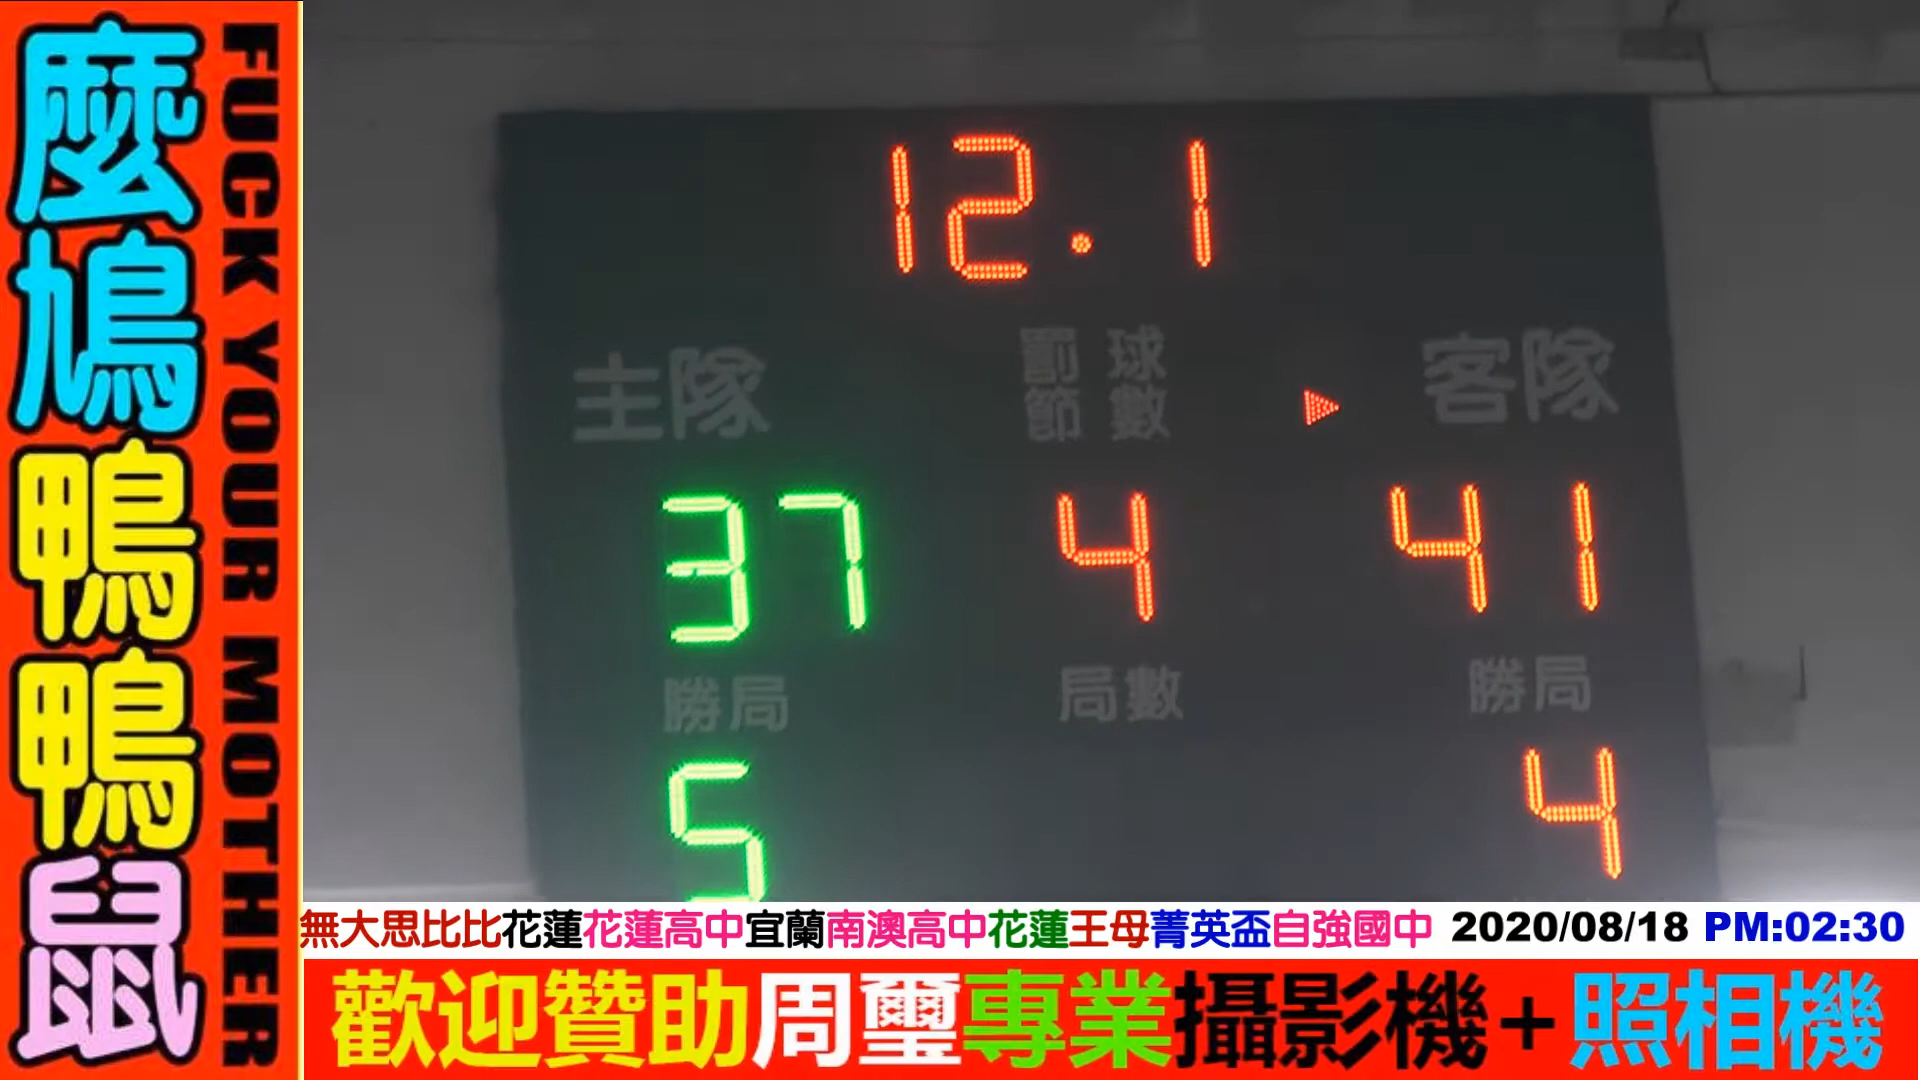 麼鳩鴨鴨鼠
FUCK YOUR MOTHER
12.1
主隊
罰球
節數
客隊
37
4
41
勝局
局數
勝局
5
4
無大思比比花蓮花蓮高中宜蘭南澳高中花蓮王母菁英盃自強國中 2020/08/18 PM:02:30
歡迎贊助周璽專業攝影機+照相機